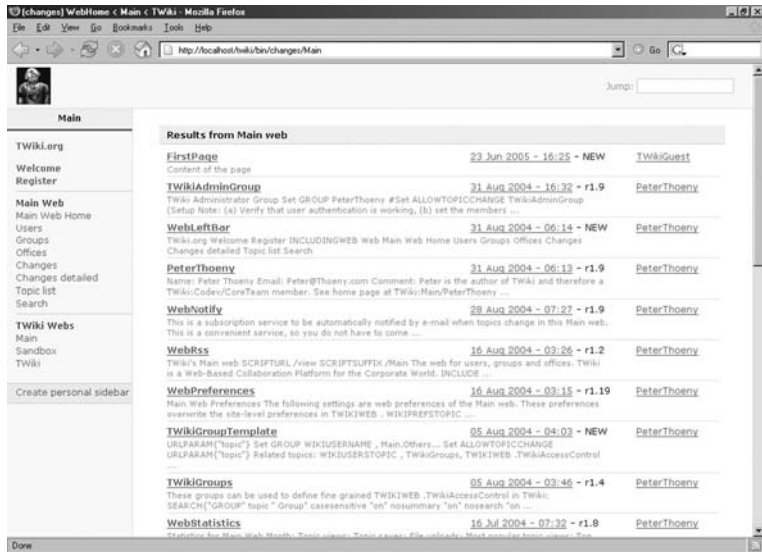 (changes) WebHome < Main < TWiki - Mozilla Firefox
File Edit View Go Bookmarks Tools Help
http://localhost/twiki/bin/changes/Main
Go
Jump:
Main
TWiki.org
Welcome
Register
Main Web
Main Web Home
Users
Groups
Offices
Changes
Changes detailed
Topic list
Search
TWiki Webs
Main
Sandbox
TWiki
Create personal sidebar
Results from Main web
FirstPage 23 Jun 2005 - 16:25 - NEW TWikiGuest
Content of the page
TWikiAdminGroup 31 Aug 2004 - 16:32 - r1.9 PeterThoeny
TWiki Administrator Group Set GROUP PeterThoeny #Set ALLOWTOPICCHANGE TWikiAdminGroup
(Setup Note: (a) Verify that user authentication is working, (b) set the members ...
WebLeftBar 31 Aug 2004 - 06:14 - NEW PeterThoeny
TWiki.org Welcome Register INCLUDINGWEB Web Main Web Home Users Groups Offices Changes
Changes detailed Topic list Search
PeterThoeny 31 Aug 2004 - 06:13 - r1.9 PeterThoeny
Name: Peter Thoeny Email: Peter@Thoeny.com Comment: Peter is the author of TWiki and therefore a
TWiki:Codev/CoreTeam member. See home page at TWiki:Main/PeterThoeny ...
WebNotify 28 Aug 2004 - 07:27 - r1.9 PeterThoeny
This is a subscription service to be automatically notified by e-mail when topics change in this Main web.
This is a convenient service, so you do not have to come ...
WebRss 16 Aug 2004 - 03:26 - r1.2 PeterThoeny
TWiki's Main web SCRIPTURL /view SCRIPTSUFFIX /Main The web for users, groups and offices. TWiki
is a Web-Based Collaboration Platform for the Corporate World. INCLUDE ...
WebPreferences 16 Aug 2004 - 03:15 - r1.19 PeterThoeny
Main Web Preferences The following settings are web preferences of the Main web. These preferences
overwrite the site-level preferences in TWIKIWEB . WIKIPREFSTOPIC ...
TWikiGroupTemplate 05 Aug 2004 - 04:03 - NEW PeterThoeny
URLPARAM{"topic"} Set GROUP WIKIUSERNAME , Main.Others... Set ALLOWTOPICCHANGE
URLPARAM{"topic"} Related topics: WIKIUSERSTOPIC , TWikiGroups, TWIKIWEB .TWikiAccessControl
...
TWikiGroups 05 Aug 2004 - 03:46 - r1.4 PeterThoeny
These groups can be used to define fine grained TWIKIWEB .TWikiAccessControl in TWiki:
SEARCH{"GROUP" topic " Group" casesensitive "on" nosummary "on" nosearch "on ...
WebStatistics 16 Jul 2004 - 07:32 - r1.8 PeterThoeny
Statistics for Main Web Month: Topic views: Topic saves: File uploads: Most popular topic views: Top
Done